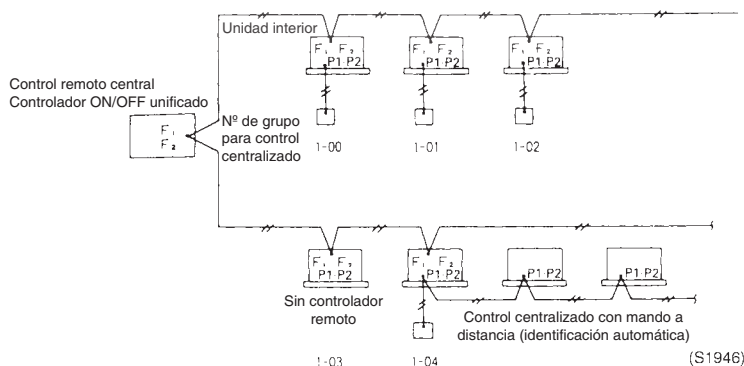 Unidad interior
F₁ F₂
P1 P2
F₁ F₂
P1 P2
F₁ F₂
P1 P2
Control remoto central
Controlador ON/OFF unificado
F₁
F₂
Nº de grupo
para control
centralizado
1-00
1-01
1-02
F₁ F₂
P1 P2
F₁ F₂
P1 P2
P1 P2
P1 P2
Sin controlador
remoto
Control centralizado con mando a
distancia (identificación automática)
1-03
1-04
(S1946)